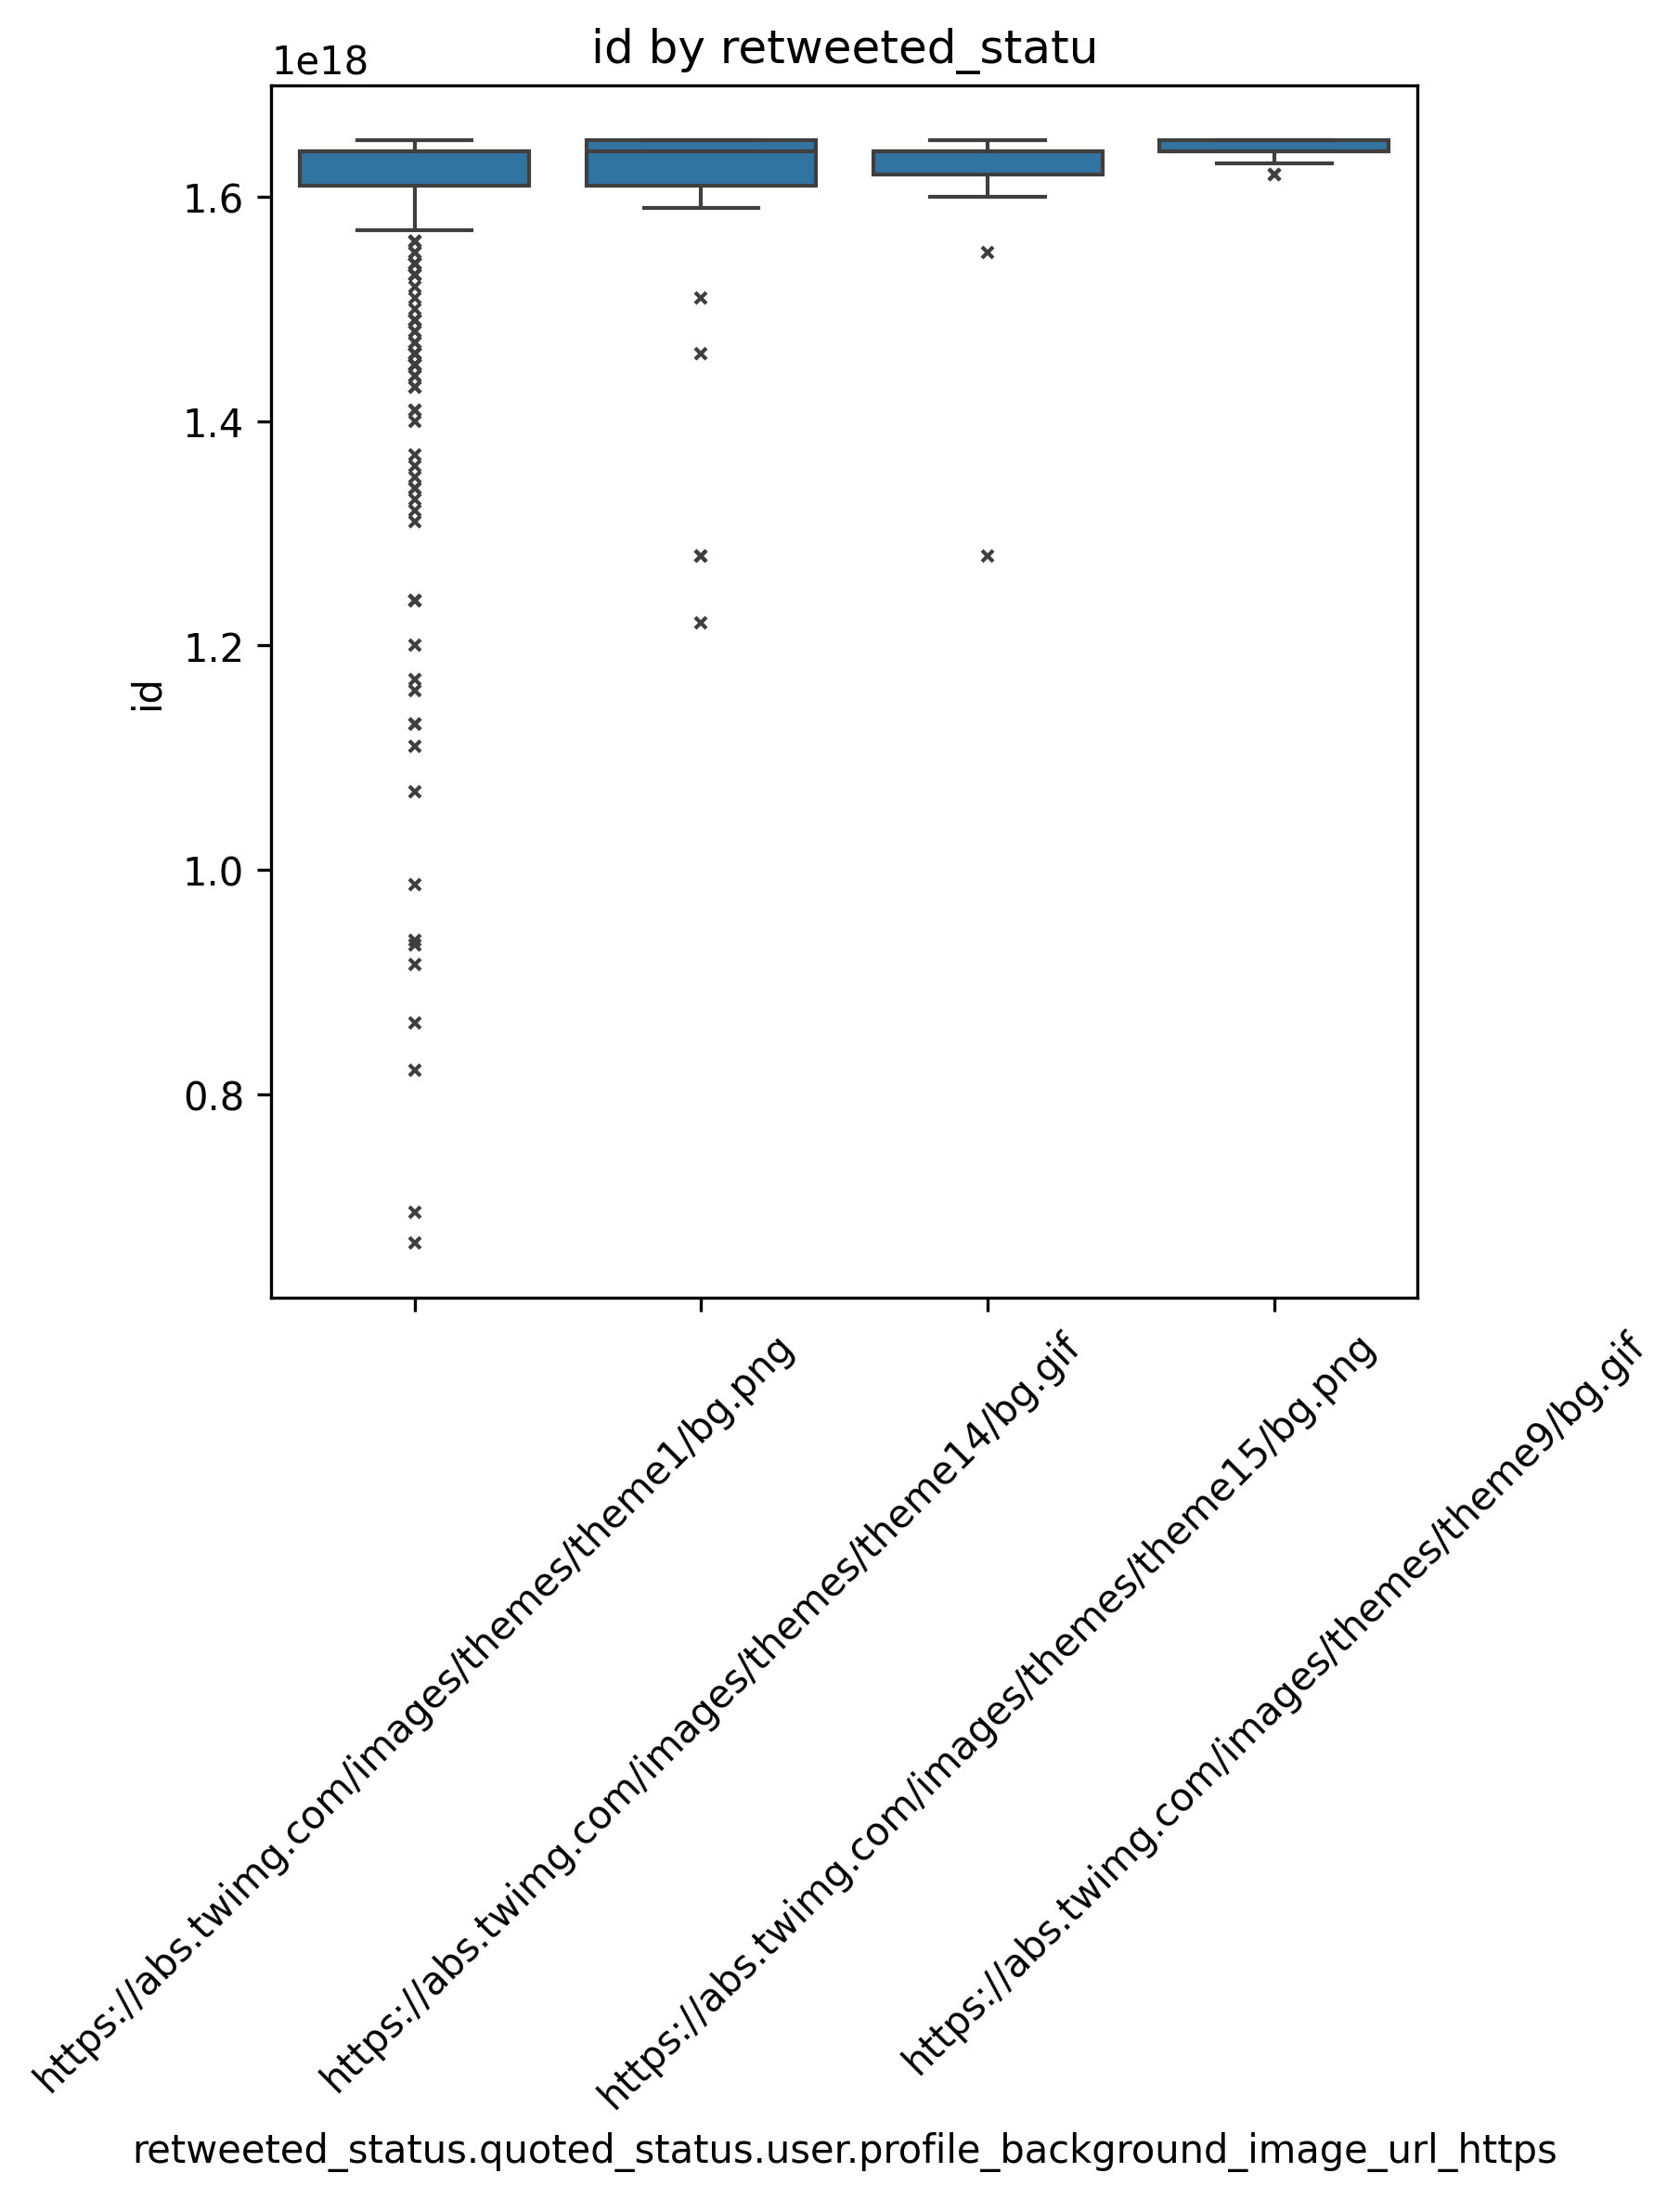 id by retweeted_statu
1e18
1.6
1.4
1.2
1.0
0.8
id
https://abs.twimg.com/images/themes/theme1/bg.png
https://abs.twimg.com/images/themes/theme14/bg.gif
https://abs.twimg.com/images/themes/theme15/bg.png
https://abs.twimg.com/images/themes/theme9/bg.gif
retweeted_status.quoted_status.user.profile_background_image_url_https